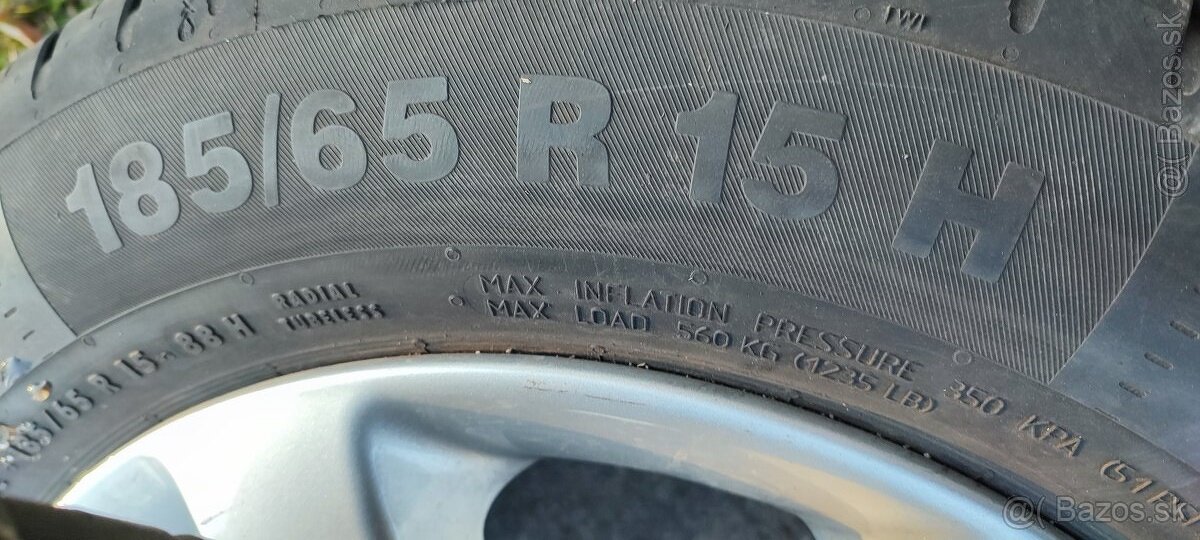 TWI
185/65 R 15 H
185/65 R 15 88 H
RADIAL
TUBELESS
MAX INFLATION PRESSURE 350 KPA (51
MAX LOAD 560 KG (1235 LB)
@( Bazos.sk
@( Bazos.sk